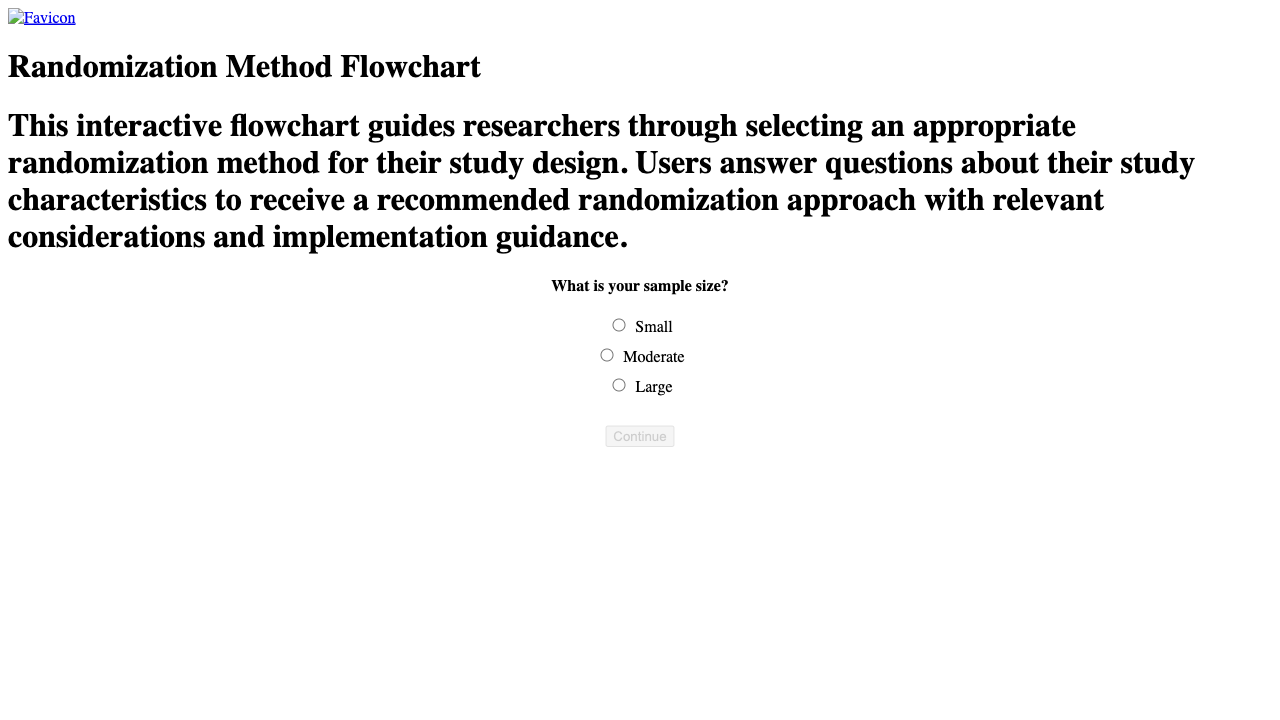 Favicon
Randomization Method Flowchart
This interactive flowchart guides researchers through selecting an appropriate
randomization method for their study design. Users answer questions about their study
characteristics to receive a recommended randomization approach with relevant
considerations and implementation guidance.
What is your sample size?
Small
Moderate
Large
Continue